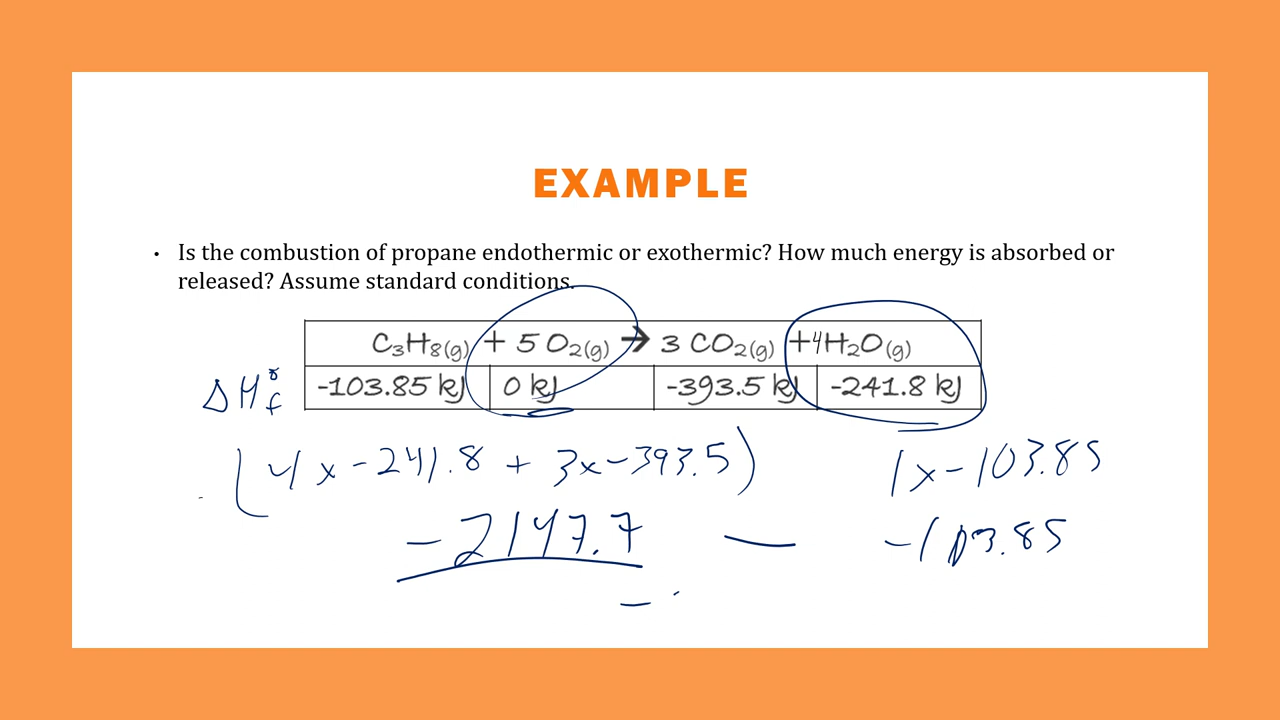 EXAMPLE
• Is the combustion of propane endothermic or exothermic? How much energy is absorbed or
released? Assume standard conditions.
C₃H₈(g) + 5 O₂(g) → 3 CO₂(g) +4H₂O(g)
ΔH°f -103.85 kJ 0 kJ -393.5 kJ -241.8 kJ
(4x-241.8 + 3x-393.5) 1x-103.85
-2147.7 — -103.85
-